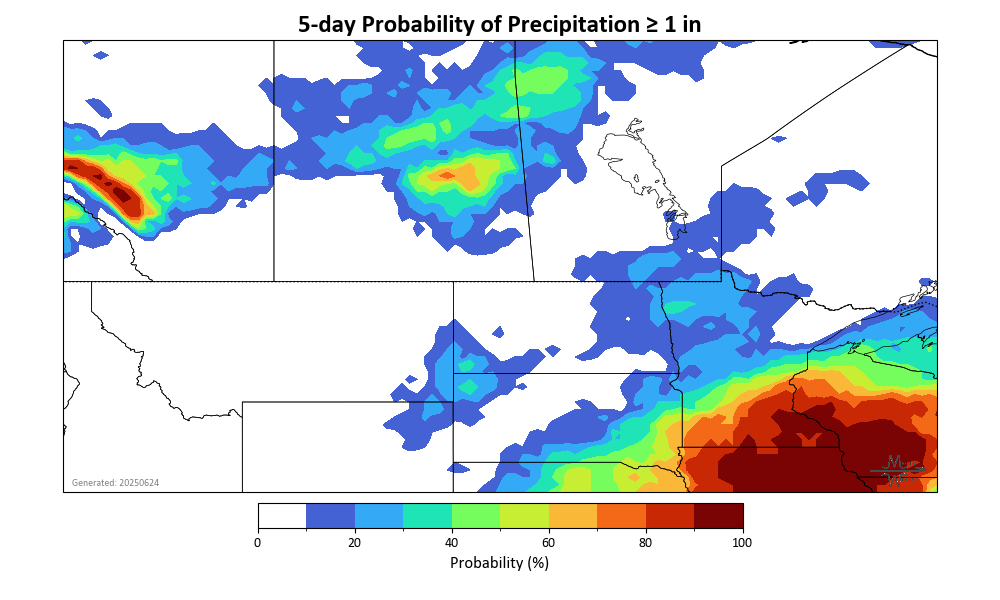 5-day Probability of Precipitation ≥ 1 in
Generated: 20250624
0 20 40 60 80 100
Probability (%)